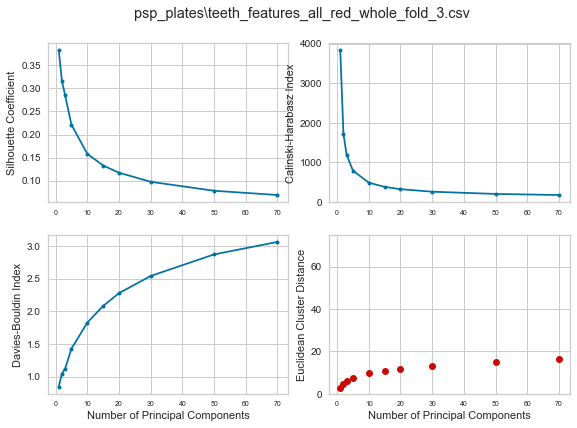 psp_plates\teeth_features_all_red_whole_fold_3.csv
Silhouette Coefficient
0.35
0.30
0.25
0.20
0.15
0.10
0 10 20 30 40 50 60 70
Calinski-Harabasz Index
4000
3000
2000
1000
0
0 10 20 30 40 50 60 70
Davies-Bouldin Index
3.0
2.5
2.0
1.5
1.0
0 10 20 30 40 50 60 70
Number of Principal Components
Euclidean Cluster Distance
60
40
20
0
0 10 20 30 40 50 60 70
Number of Principal Components